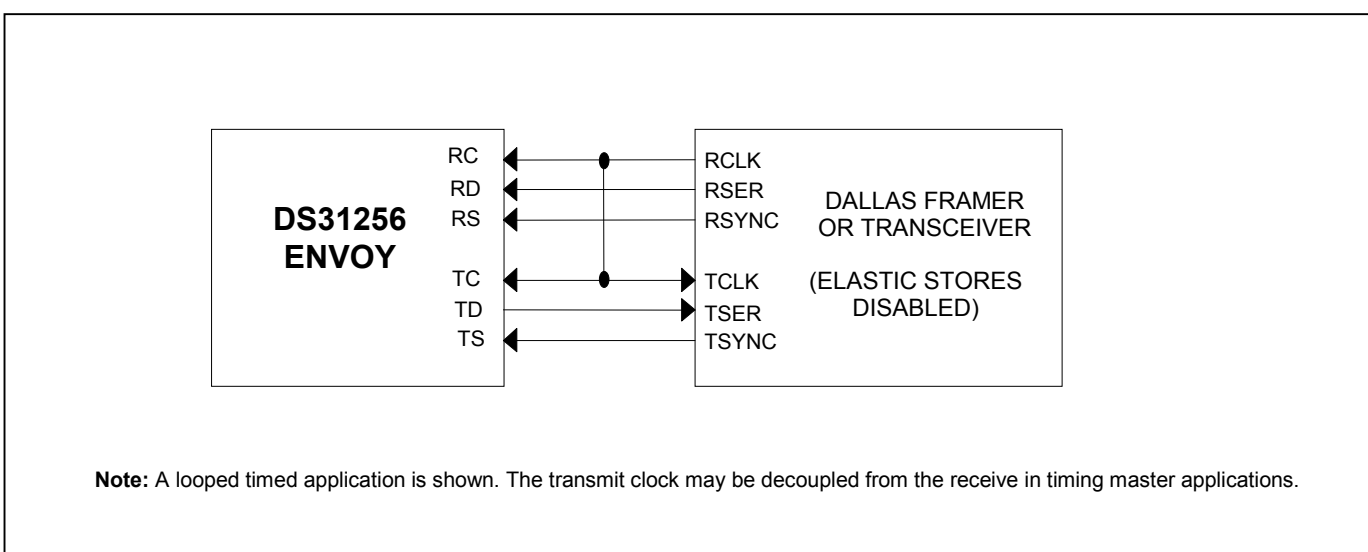 DS31256
ENVOY
RC
RD
RS
TC
TD
TS
RCLK
RSER
RSYNC
TCLK
TSER
TSYNC
DALLAS FRAMER
OR TRANSCEIVER
(ELASTIC STORES
DISABLED)
Note: A looped timed application is shown. The transmit clock may be decoupled from the receive in timing master applications.